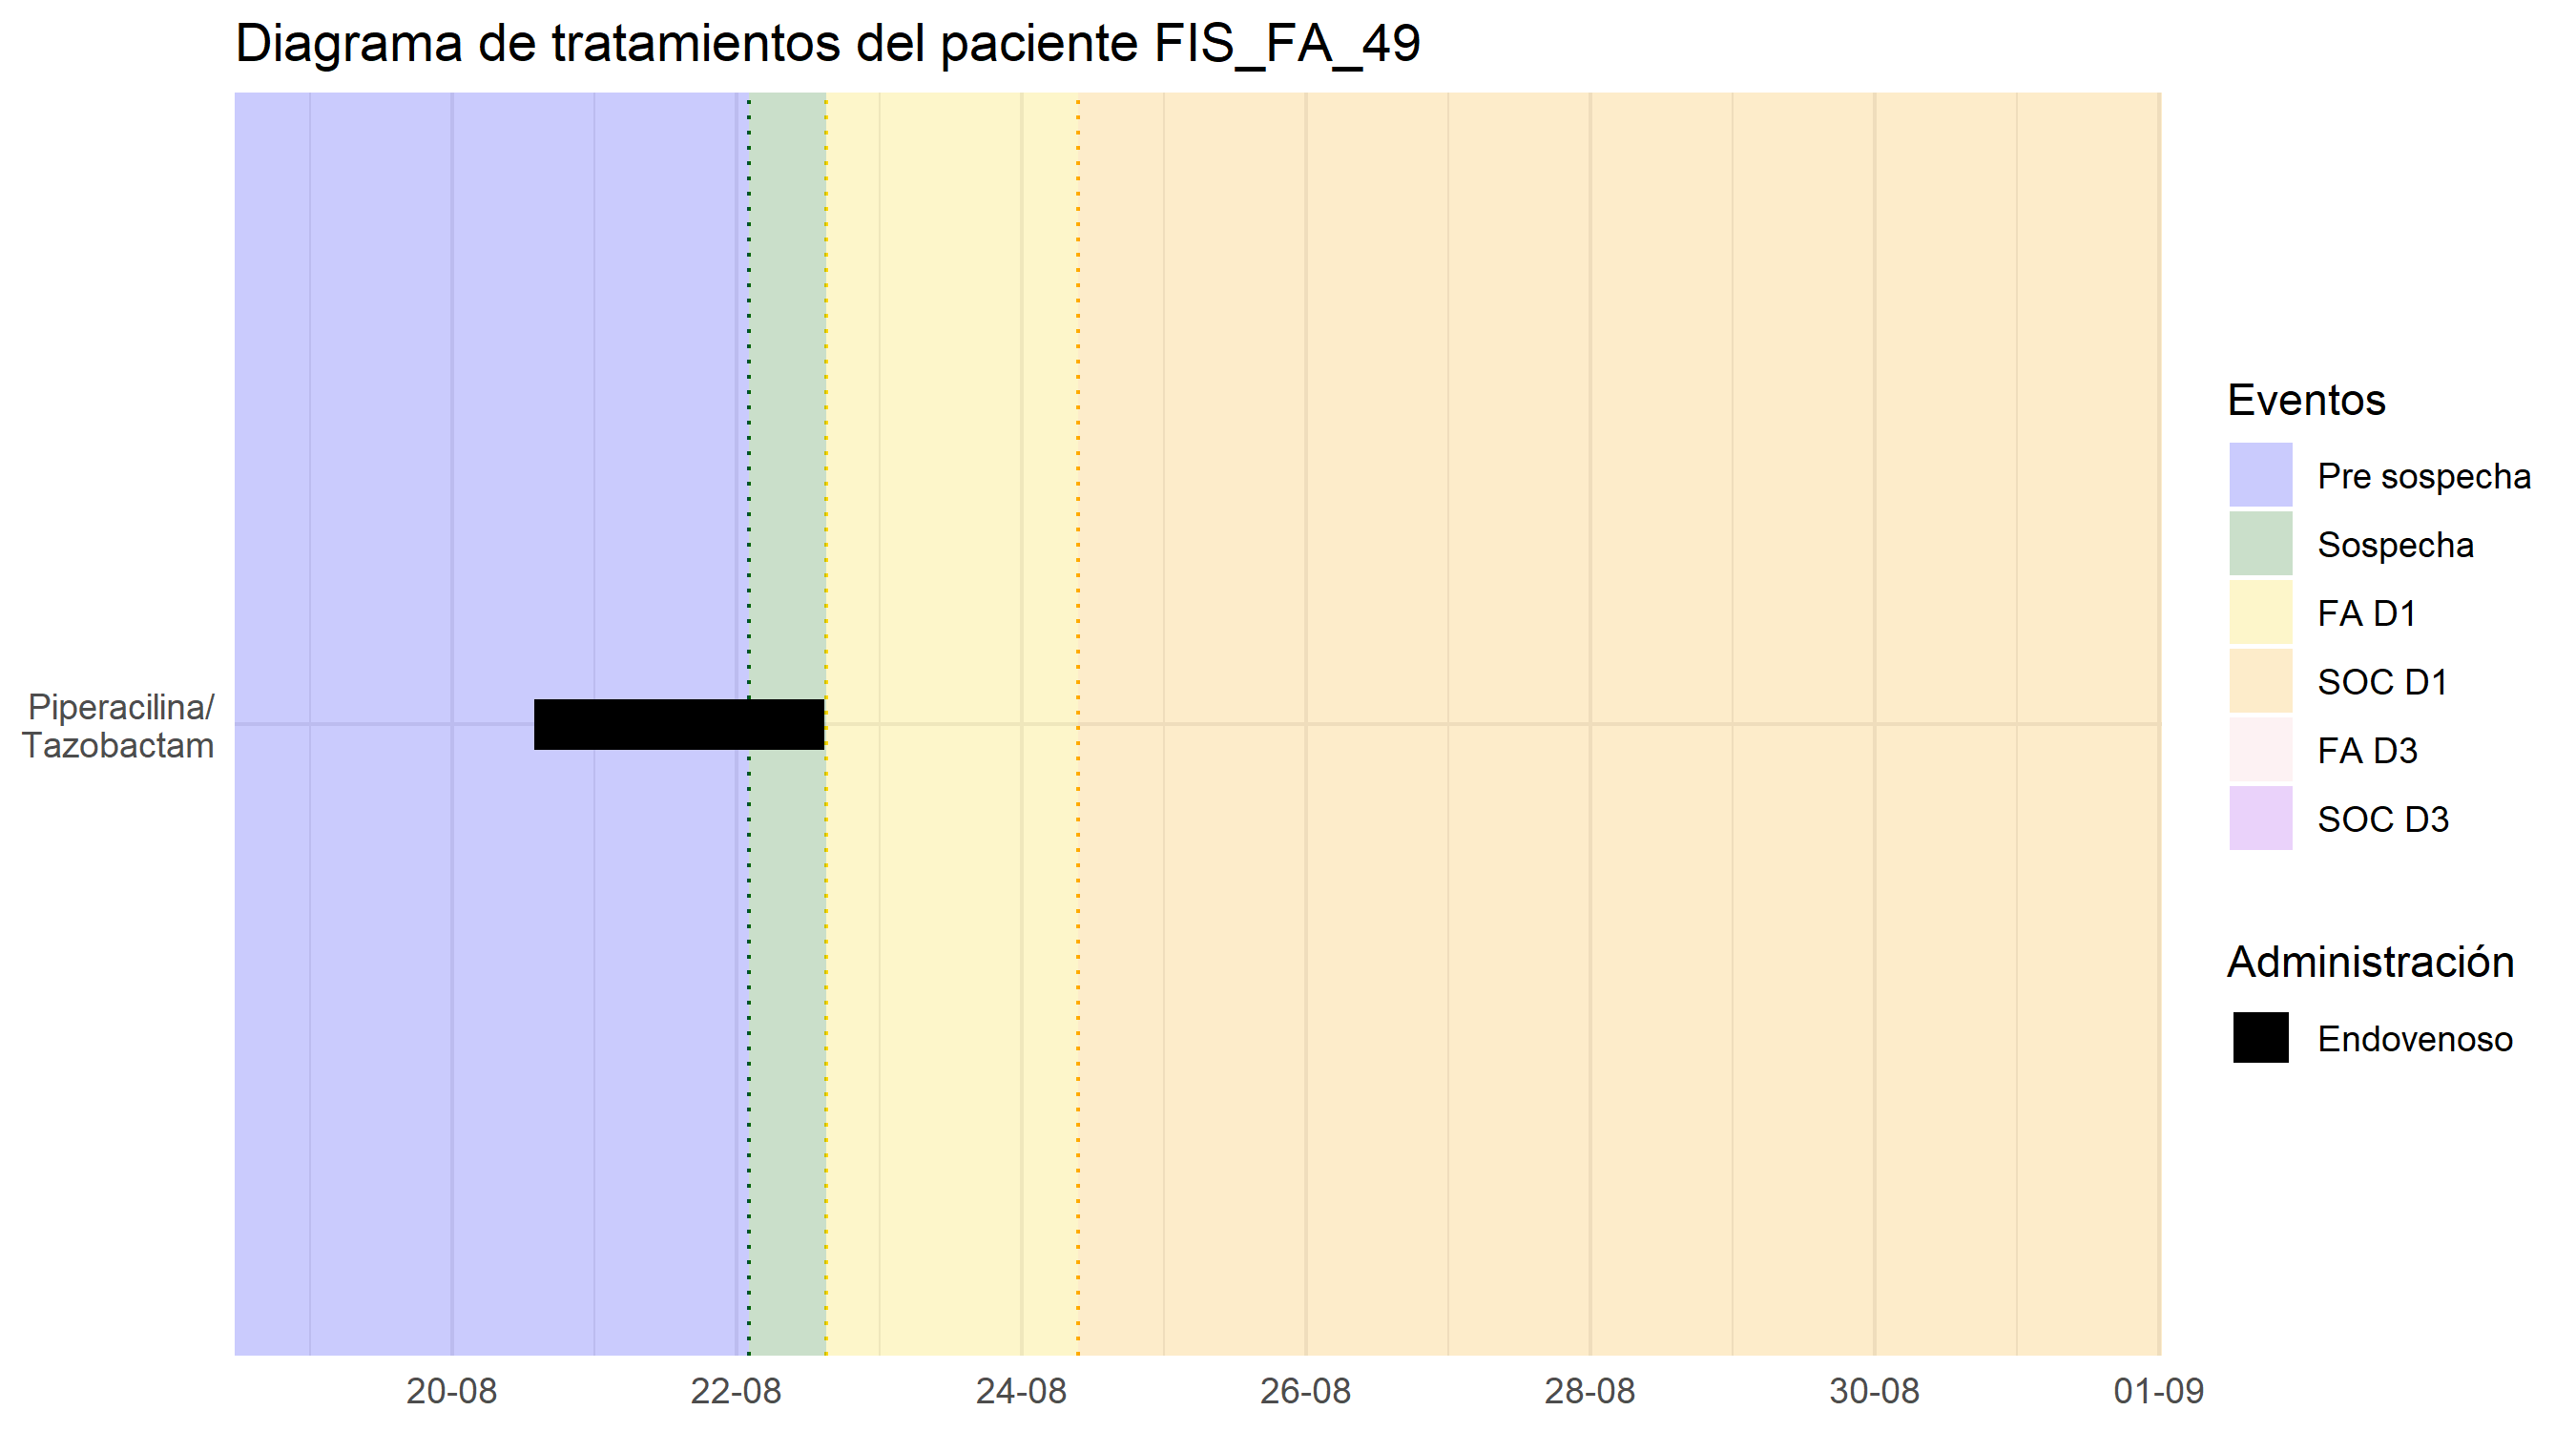 Diagrama de tratamientos del paciente FIS_FA_49
Piperacilina/
Tazobactam
20-08
22-08
24-08
26-08
28-08
30-08
01-09
Eventos
Pre sospecha
Sospecha
FA D1
SOC D1
FA D3
SOC D3
Administración
Endovenoso